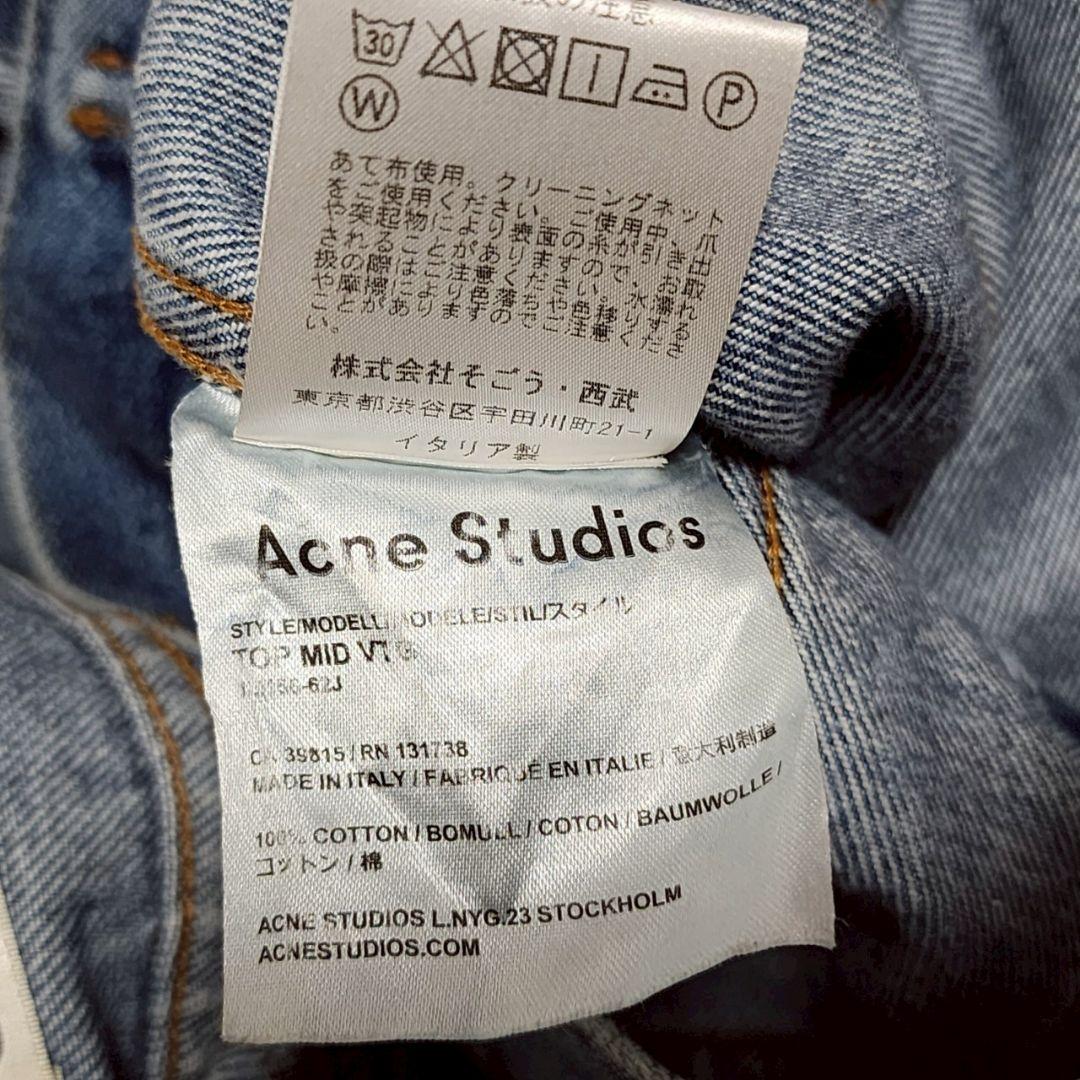 30
W
P
あて布使用。クリーニングネット
をご使用ください。ご使用中、爪
や突起物により表面の糸が引き出
されることがありますので、お取
扱の際はご注意ください。水濡れ
や摩擦により色落ちや色移りする
ことがありますのでご注意くださ
い。
株式会社そごう・西武
東京都渋谷区宇田川町21-1
イタリア製
Acne Studios
STYLE/MODELL/MODELE/STIL/スタイル
TOP MID VTG
39815 / RN 131738
MADE IN ITALY / FABRIQUE EN ITALIE / 意大利制造
100% COTTON / BOMULL / COTON / BAUMWOLLE /
コットン / 棉
ACNE STUDIOS L.NYG.23 STOCKHOLM
ACNESTUDIOS.COM